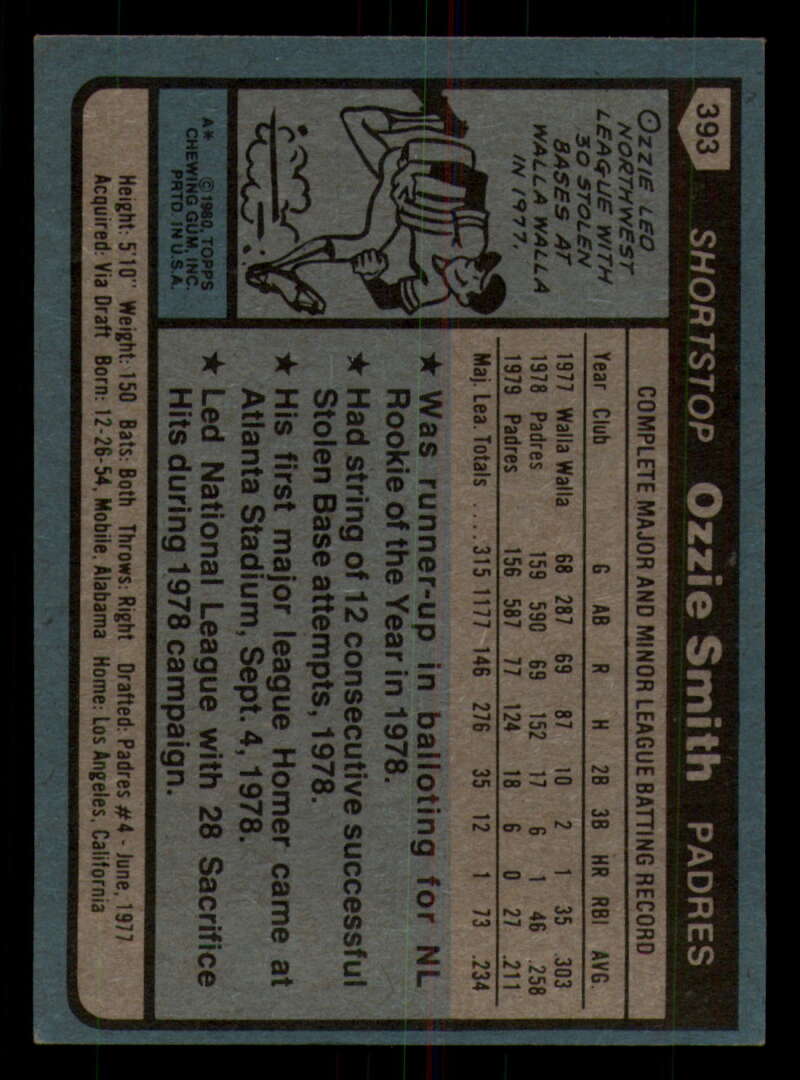 393
SHORTSTOP Ozzie Smith PADRES
OZZIE LED
NORTHWEST
LEAGUE WITH
30 STOLEN
BASES AT
WALLA WALLA
IN 1977.
A* © 1980, TOPPS
CHEWING GUM, INC.
PRTD. IN U.S.A.
COMPLETE MAJOR AND MINOR LEAGUE BATTING RECORD
Year Club G AB R H 2B 3B HR RBI AVG.
1977 Walla Walla 68 287 69 87 10 2 1 35 .303
1978 Padres 159 590 69 152 17 6 1 46 .258
1979 Padres 156 587 77 124 18 6 0 27 .211
Maj. Lea. Totals . . . . 315 1177 146 276 35 12 1 73 .234
★ Was runner-up in balloting for NL
Rookie of the Year in 1978.
★ Had string of 12 consecutive successful
Stolen Base attempts, 1978.
★ His first major league Homer came at
Atlanta Stadium, Sept. 4, 1978.
★ Led National League with 28 Sacrifice
Hits during 1978 campaign.
Height: 5'10" Weight: 150 Bats: Both Throws: Right Drafted: Padres #4 - June, 1977
Acquired: Via Draft Born: 12-26-54, Mobile, Alabama Home: Los Angeles, California